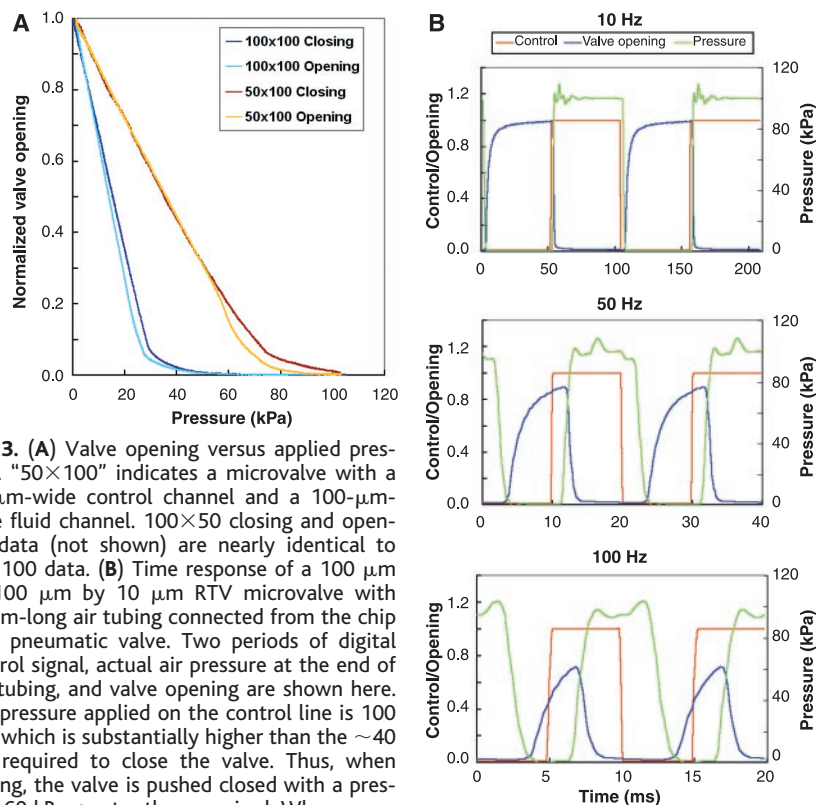 A
1.0
0.8
0.6
0.4
0.2
0.0
Normalized valve opening
100x100 Closing
100x100 Opening
50x100 Closing
50x100 Opening
0 20 40 60 80 100 120
Pressure (kPa)
3. (A) Valve opening versus applied pres-
"50×100" indicates a microvalve with a
μm-wide control channel and a 100-μm-
fluid channel. 100×50 closing and open-
data (not shown) are nearly identical to
100 data. (B) Time response of a 100 μm
100 μm by 10 μm RTV microvalve with
m-long air tubing connected from the chip
pneumatic valve. Two periods of digital
control signal, actual air pressure at the end of
tubing, and valve opening are shown here.
pressure applied on the control line is 100
which is substantially higher than the ~40
required to close the valve. Thus, when
the valve is pushed closed with a pres-
B
10 Hz
Control Valve opening Pressure
1.2
0.8
0.4
0.0
Control/Opening
120
80
40
0
Pressure (kPa)
0 50 100 150 200
50 Hz
1.2
0.8
0.4
0.0
Control/Opening
120
80
40
0
Pressure (kPa)
0 10 20 30 40
100 Hz
1.2
0.8
0.4
0.0
Control/Opening
120
80
40
0
Pressure (kPa)
0 5 10 15 20
Time (ms)